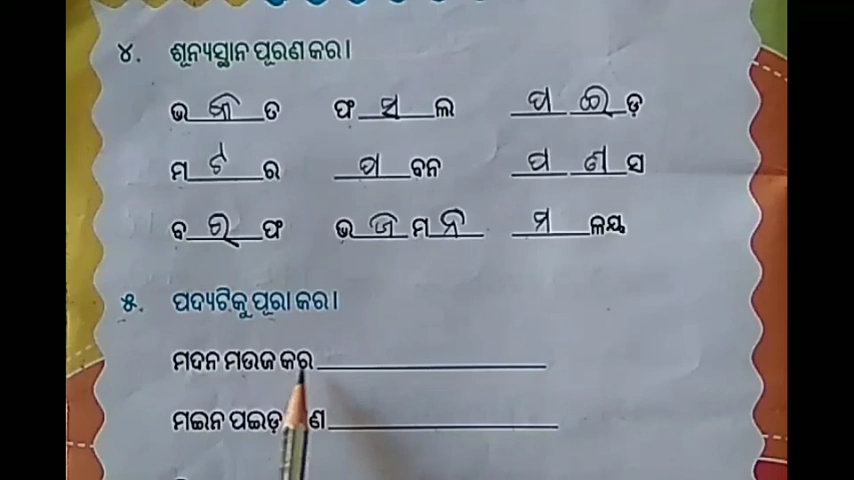 ୪. ଶୂନ୍ୟସ୍ଥାନ ପୂରଣ କର।
ଭ କି ତ ଫ ସ ଲ ପ ଇ ଡ଼
ମ ଟ ର ପ ବନ ପ ଣ ସ
ବ ର ଫ ଭ ଜ ମ ନ ମ ଳୟ
୫. ପଦ୍ୟଟିକୁ ପୂରା କର।
ମଦନ ମଉଜ କର
ମଇନ ପଇଡ଼ ଣ